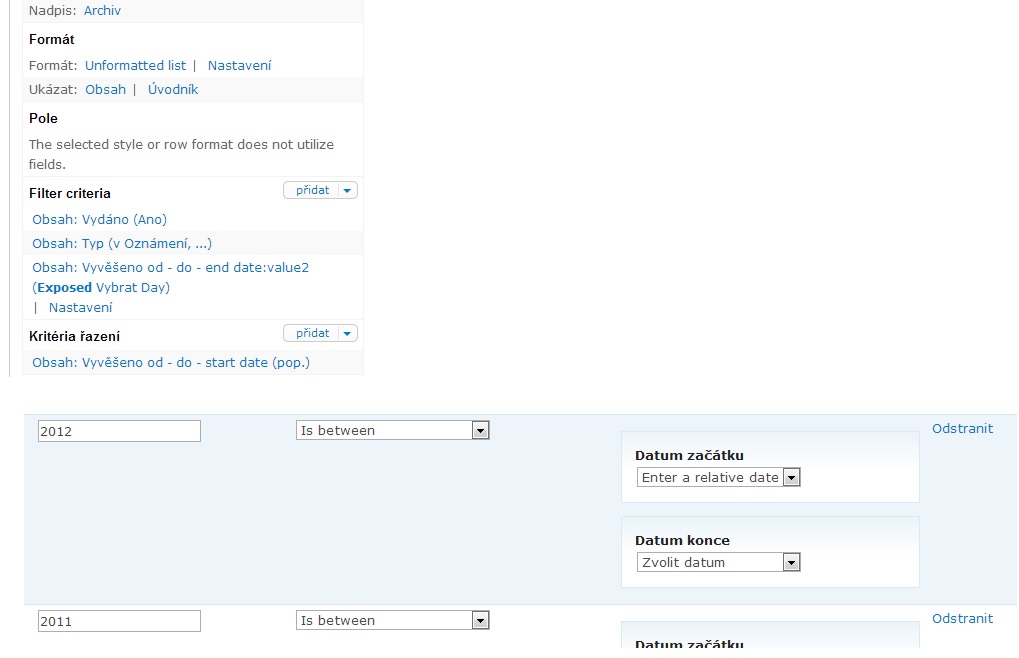 Nadpis: Archiv
Formát
Formát: Unformatted list | Nastavení
Ukázat: Obsah | Úvodník
Pole
The selected style or row format does not utilize
fields.
Filter criteria přidat
Obsah: Vydáno (Ano)
Obsah: Typ (v Oznámení, ...)
Obsah: Vyvěšeno od - do - end date:value2
(Exposed Vybrat Day)
| Nastavení
Kritéria řazení přidat
Obsah: Vyvěšeno od - do - start date (pop.)
2012 Is between Odstranit
Datum začátku
Enter a relative date
Datum konce
Zvolit datum
2011 Is between Odstranit
Datum začátku